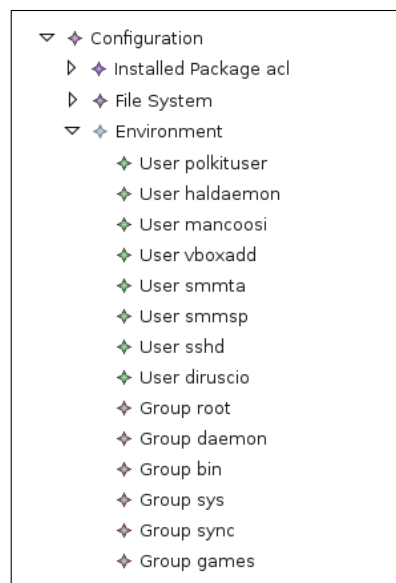 Configuration
Installed Package acl
File System
Environment
User polkituser
User haldaemon
User mancoosi
User vboxadd
User smmta
User smmsp
User sshd
User diruscio
Group root
Group daemon
Group bin
Group sys
Group sync
Group games